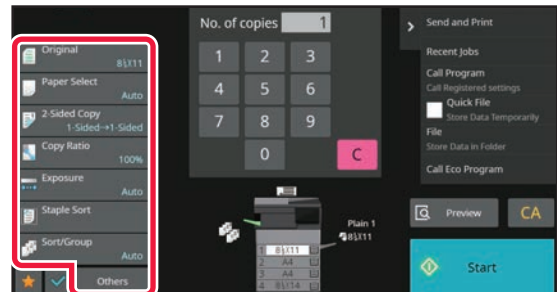 Original
8½X11
Paper Select
Auto
2-Sided Copy
1-Sided→1-Sided
Copy Ratio
100%
Exposure
Auto
Staple Sort
Sort/Group
Auto
Others
No. of copies 1
1 2 3
4 5 6
7 8 9
0 C
Plain 1
8½X11
1 8½X11
2 A4
3 A4
4 8½X14
Send and Print
Recent Jobs
Call Program
Call Registered settings
Quick File
Store Data Temporarily
File
Store Data in Folder
Call Eco Program
Preview CA
Start